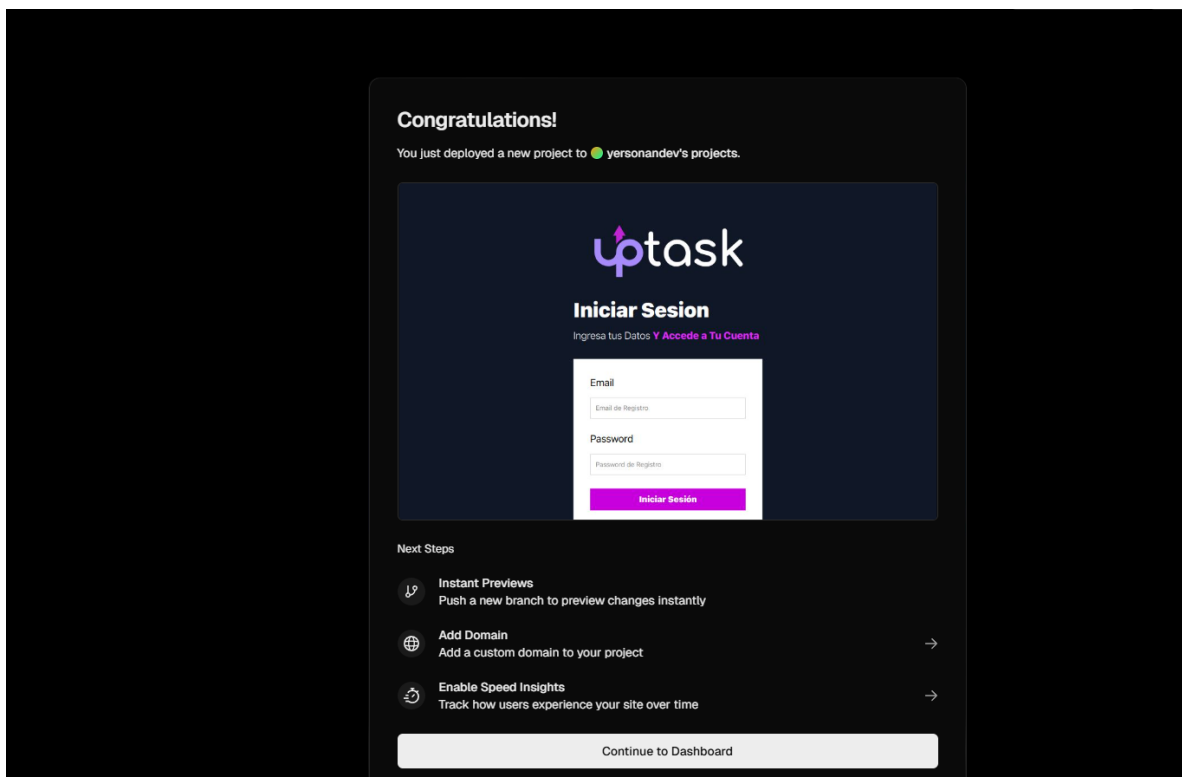 Congratulations!
You just deployed a new project to yersonandev's projects.
uptask
Iniciar Sesion
Ingresa tus Datos Y Accede a Tu Cuenta
Email
Email de Registro
Password
Password de Registro
Iniciar Sesión
Next Steps
Instant Previews
Push a new branch to preview changes instantly
Add Domain
Add a custom domain to your project
Enable Speed Insights
Track how users experience your site over time
Continue to Dashboard